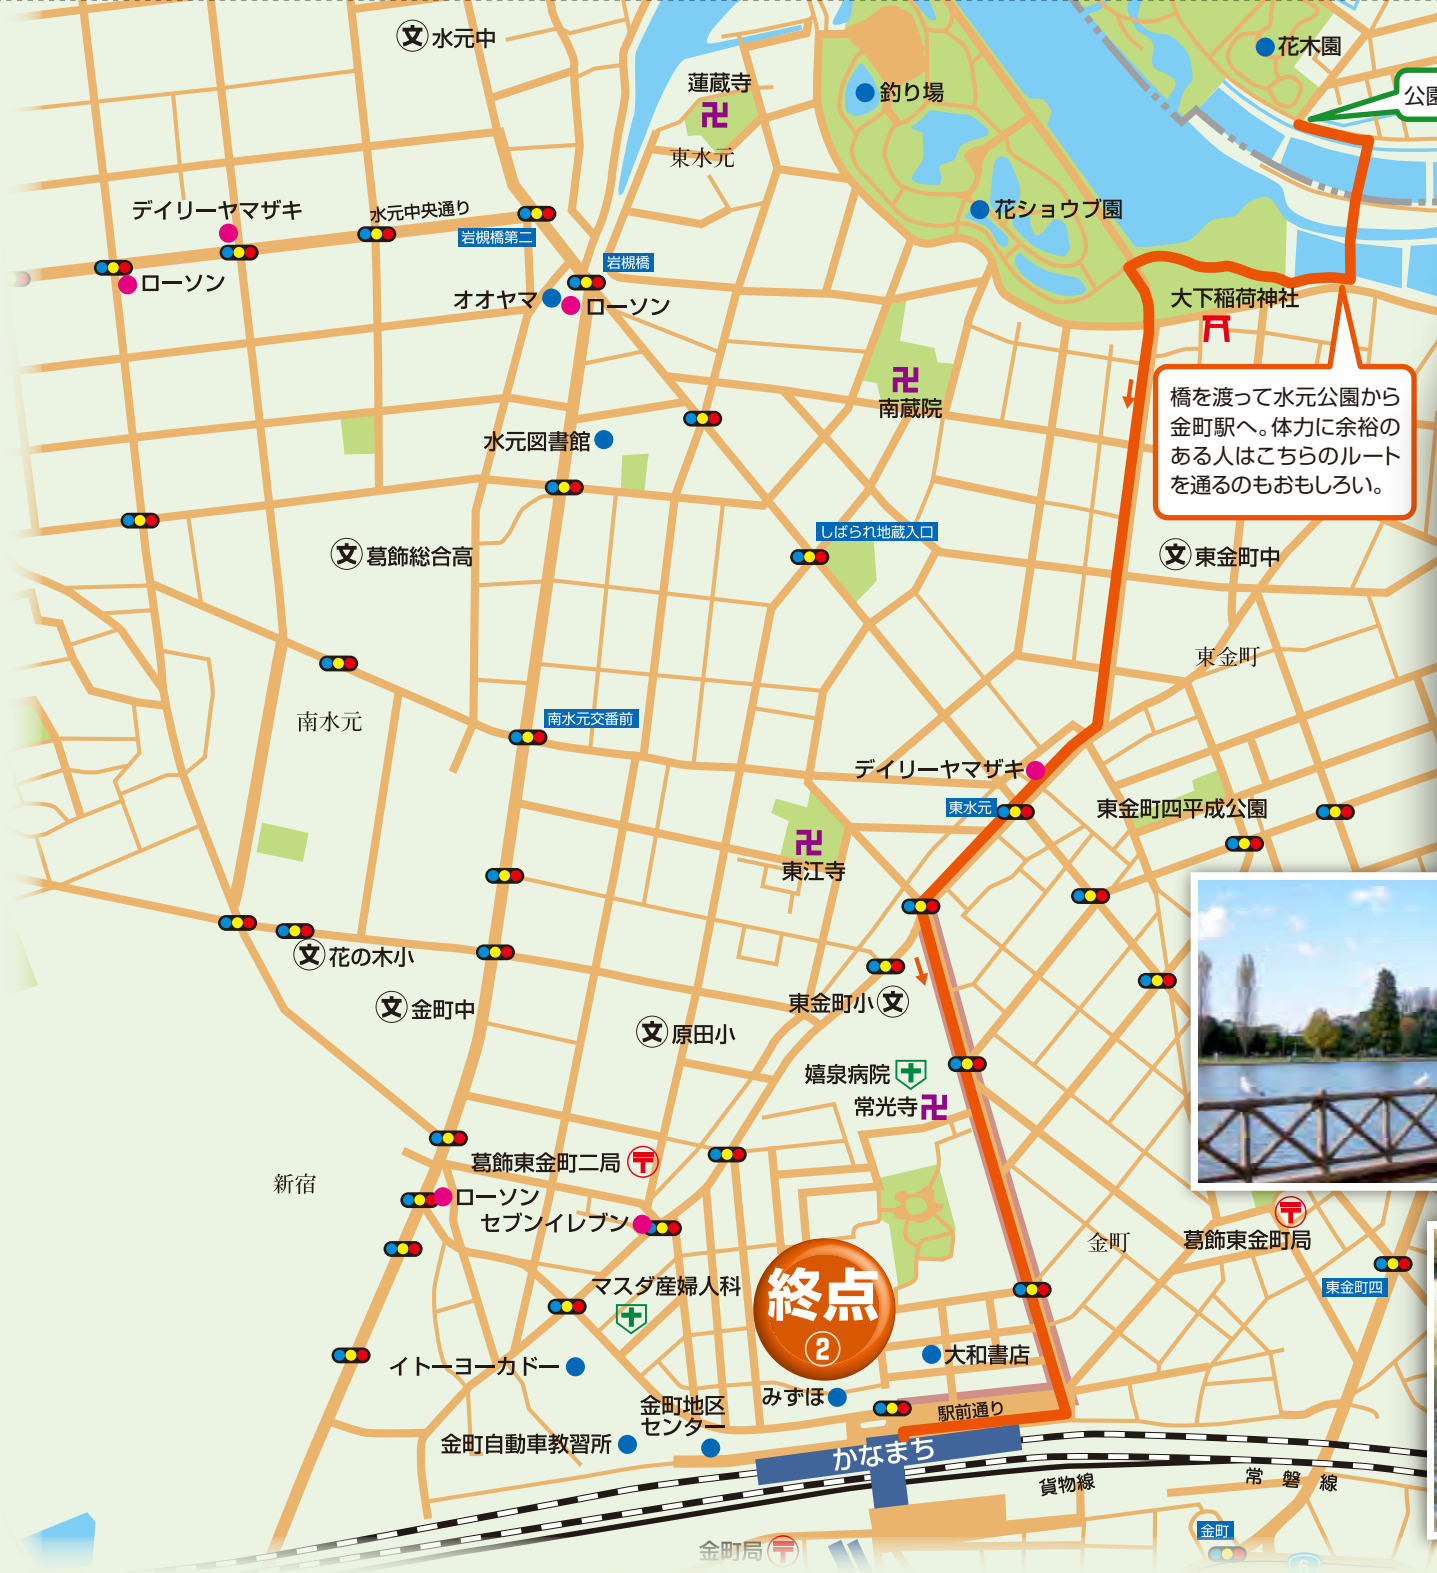 文 水元中
花木園
公園
蓮蔵寺
釣り場
東水元
デイリーヤマザキ
水元中央通り
岩槻橋第二
花ショウブ園
岩槻橋
ローソン
オオヤマ
ローソン
大下稲荷神社
橋を渡って水元公園から
金町駅へ。体力に余裕の
ある人はこちらのルート
を通るのもおもしろい。
南蔵院
水元図書館
しばられ地蔵入口
文 葛飾総合高
文 東金町中
東金町
南水元
南水元交番前
デイリーヤマザキ
東水元
東金町四平成公園
東江寺
文 花の木小
文 金町中
東金町小 文
文 原田小
嬉泉病院
常光寺
葛飾東金町二局
新宿
ローソン
セブンイレブン
金町
葛飾東金町局
マスダ産婦人科
東金町四
終点
2
大和書店
イトーヨーカドー
みずほ
金町地区
センター
駅前通り
金町自動車教習所
かなまち
貨物線
常磐線
金町
金町局
6